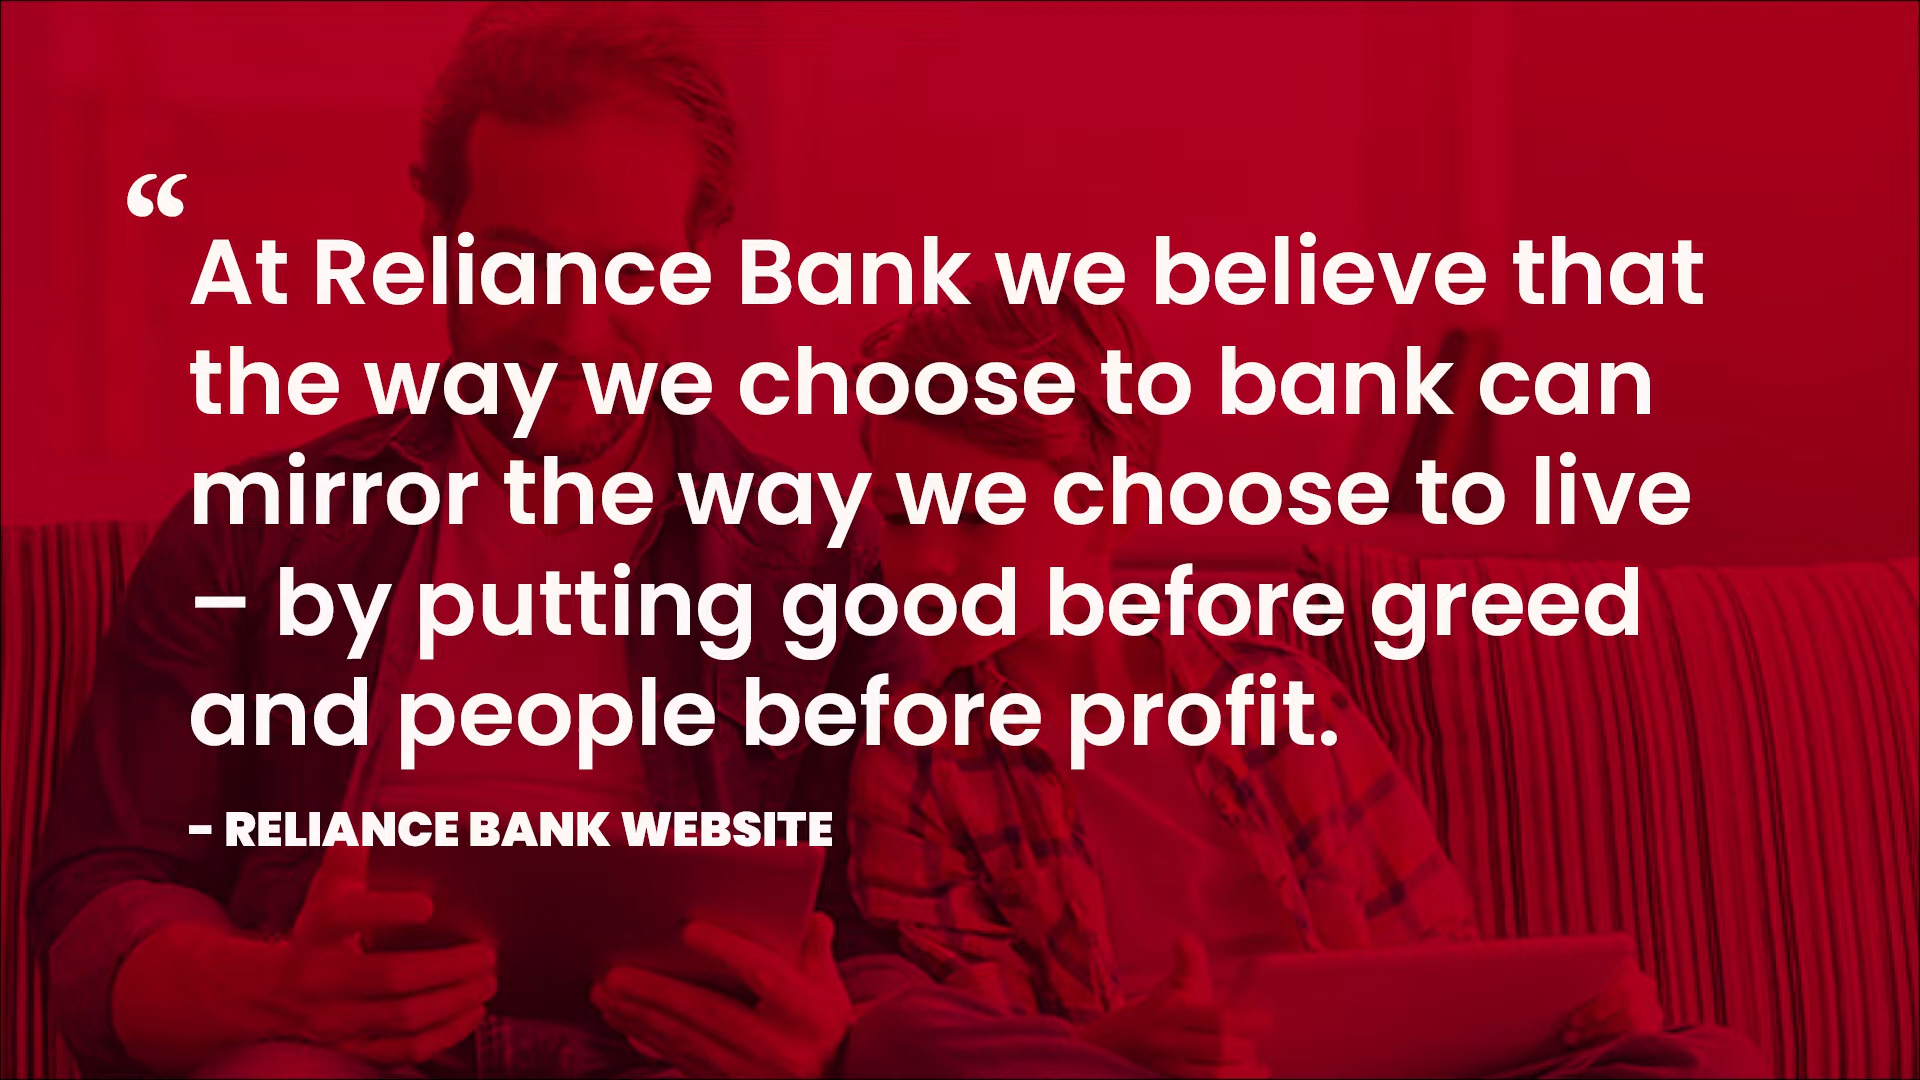 “
At Reliance Bank we believe that
the way we choose to bank can
mirror the way we choose to live
– by putting good before greed
and people before profit.
- RELIANCE BANK WEBSITE